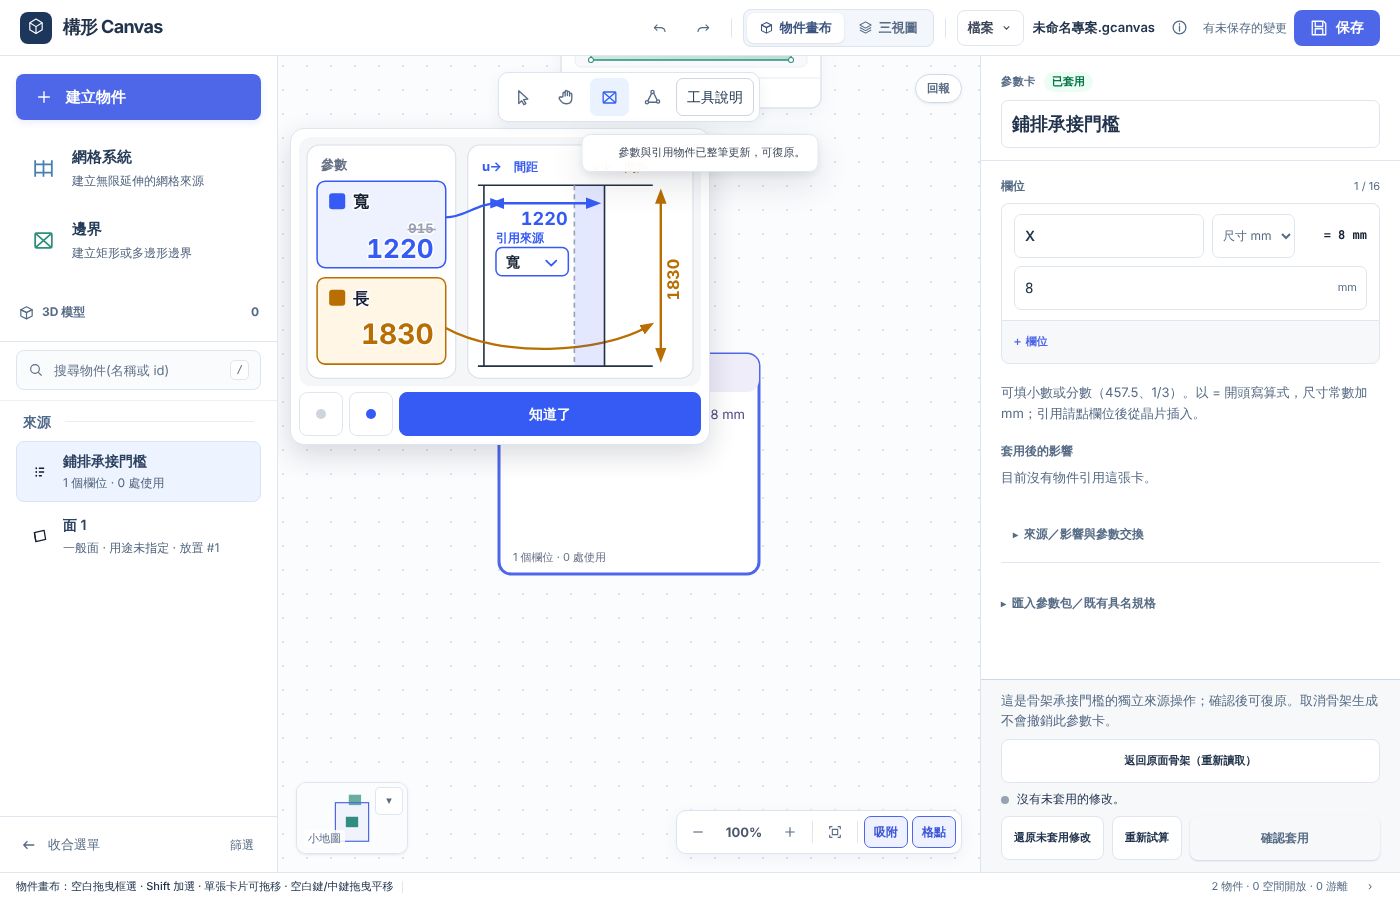 構形 Canvas
物件畫布
三視圖
檔案
未命名專案.gcanvas
有未保存的變更
保存
建立物件
網格系統
建立無限延伸的網格來源
邊界
建立矩形或多邊形邊界
3D 模型
0
搜尋物件(名稱或 id)
/
來源
鋪排承接門檻
1 個欄位 · 0 處使用
面 1
一般面 · 用途未指定 · 放置 #1
收合選單
篩選
工具說明
回報
參數與引用物件已整筆更新，可復原。
參數
寬
915
1220
長
1830
u→ 間距
1220
引用來源
寬
1830
知道了
8 mm
1 個欄位 · 0 處使用
小地圖
100%
吸附
格點
參數卡
已套用
鋪排承接門檻
欄位
1 / 16
X
尺寸 mm
= 8 mm
8
mm
+ 欄位
可填小數或分數（457.5、1/3）。以 = 開頭寫算式，尺寸常數加
mm；引用請點欄位後從晶片插入。
套用後的影響
目前沒有物件引用這張卡。
▸ 來源／影響與參數交換
▸ 匯入參數包／既有具名規格
這是骨架承接門檻的獨立來源操作；確認後可復原。取消骨架生成
不會撤銷此參數卡。
返回原面骨架（重新讀取）
沒有未套用的修改。
還原未套用修改
重新試算
確認套用
物件畫布：空白拖曳框選 · Shift 加選 · 單張卡片可拖移 · 空白鍵/中鍵拖曳平移
2 物件 · 0 空間開放 · 0 游離